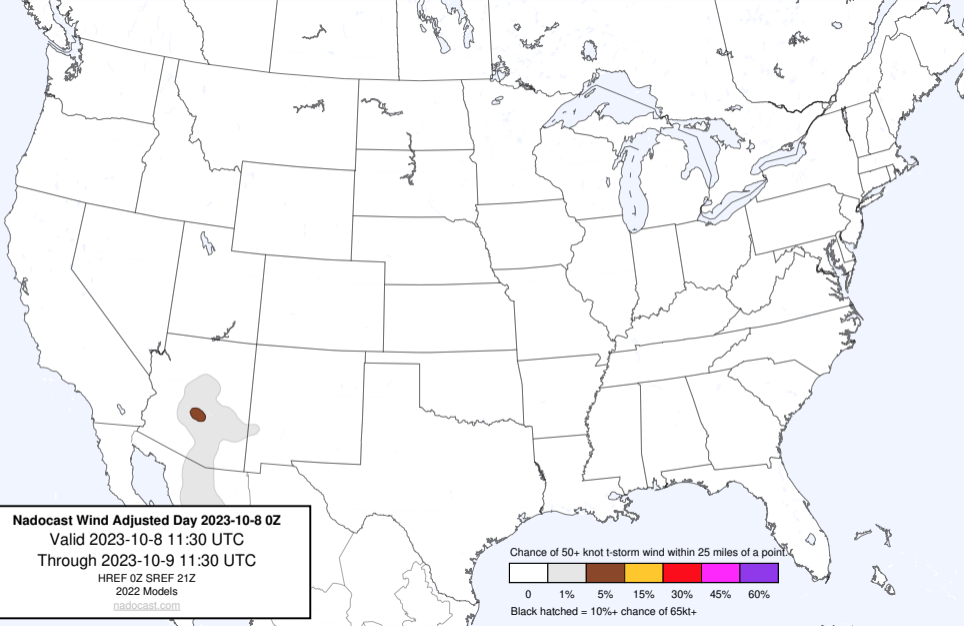 Nadocast Wind Adjusted Day 2023-10-8 0Z
Valid 2023-10-8 11:30 UTC
Through 2023-10-9 11:30 UTC
HREF 0Z SREF 21Z
2022 Models
nadocast.com
Chance of 50+ knot t-storm wind within 25 miles of a point.
0 1% 5% 15% 30% 45% 60%
Black hatched = 10%+ chance of 65kt+